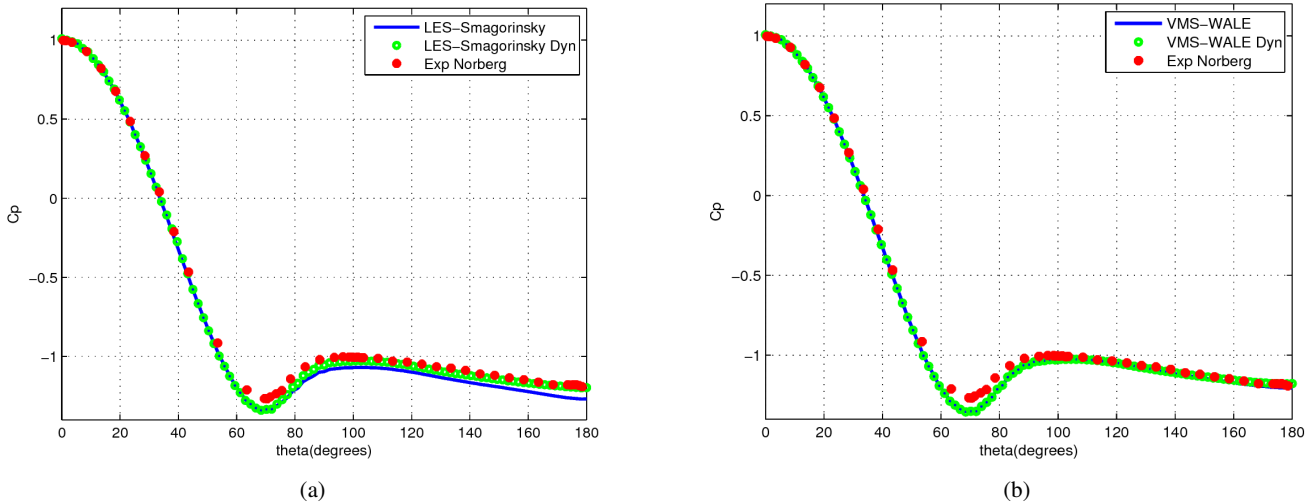 LES−Smagorinsky
LES−Smagorinsky Dyn
Exp Norberg
1
0.5
0
−0.5
−1
Cp
0 20 40 60 80 100 120 140 160 180
theta(degrees)
(a)
VMS−WALE
VMS−WALE Dyn
Exp Norberg
1
0.5
0
−0.5
−1
Cp
0 20 40 60 80 100 120 140 160 180
theta(degrees)
(b)